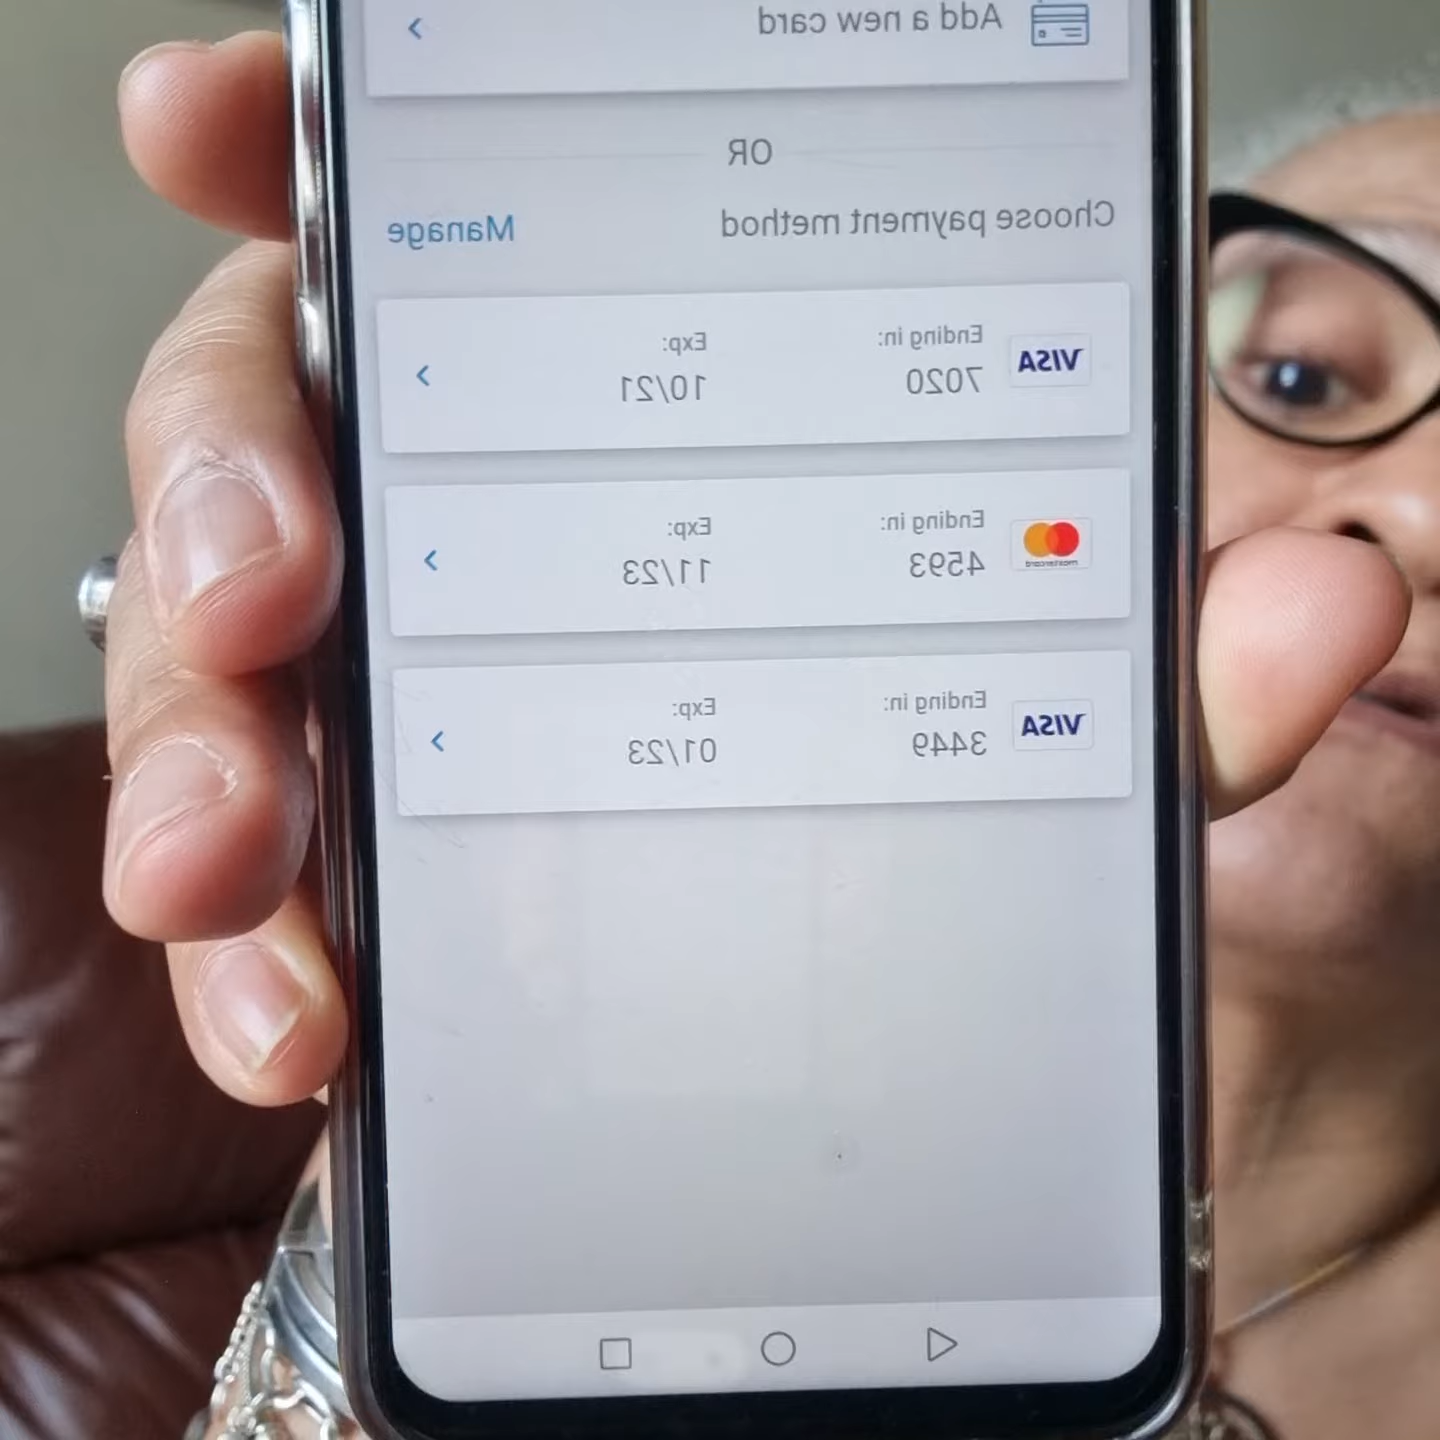 Add a new card
OR
Choose payment method Manage
VISA Ending in: Exp:
7020 10/21
Ending in: Exp:
mastercard 4593 11/23
VISA Ending in: Exp:
3449 01/23